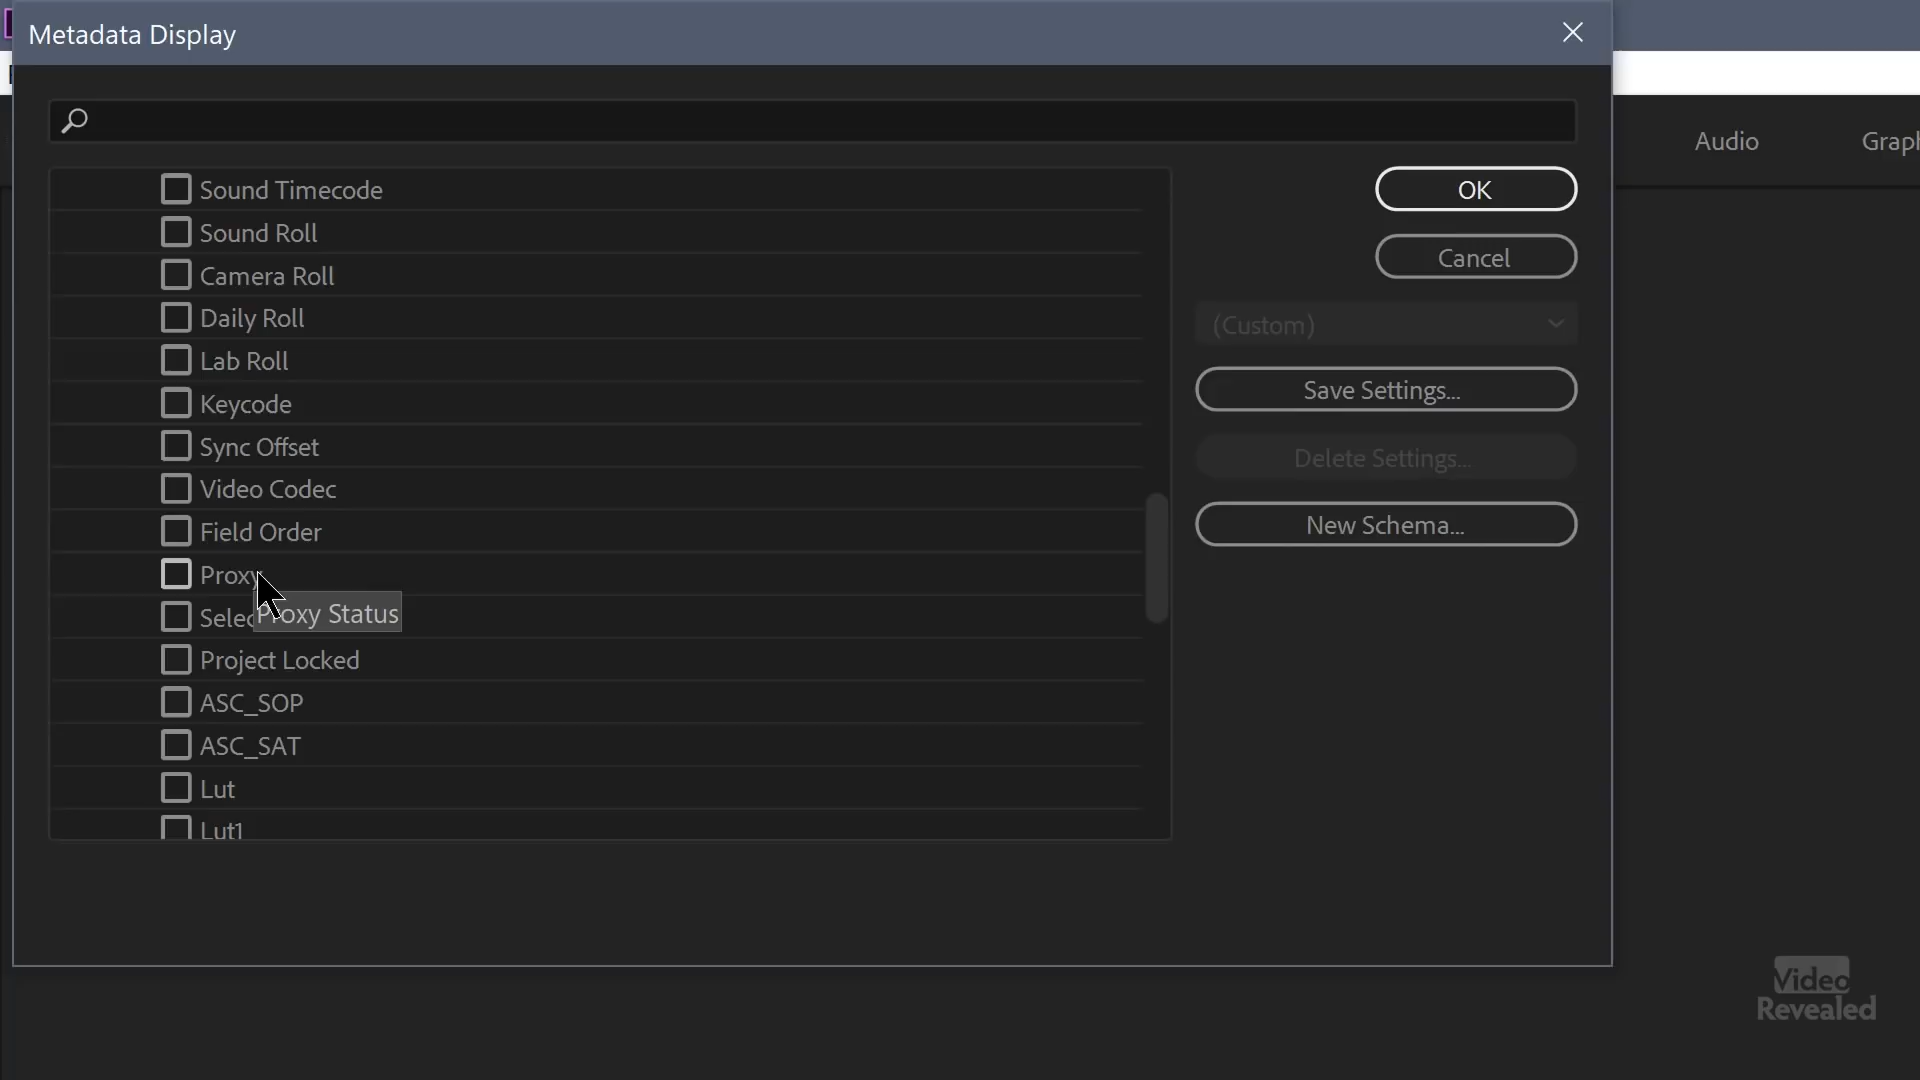 Metadata Display
Audio
Grap
Sound Timecode
Sound Roll
Camera Roll
Daily Roll
Lab Roll
Keycode
Sync Offset
Video Codec
Field Order
Proxy
Proxy Status
Selec
Project Locked
ASC_SOP
ASC_SAT
Lut
Lut1
OK
Cancel
(Custom)
Save Settings...
Delete Settings...
New Schema...
Video
Revealed